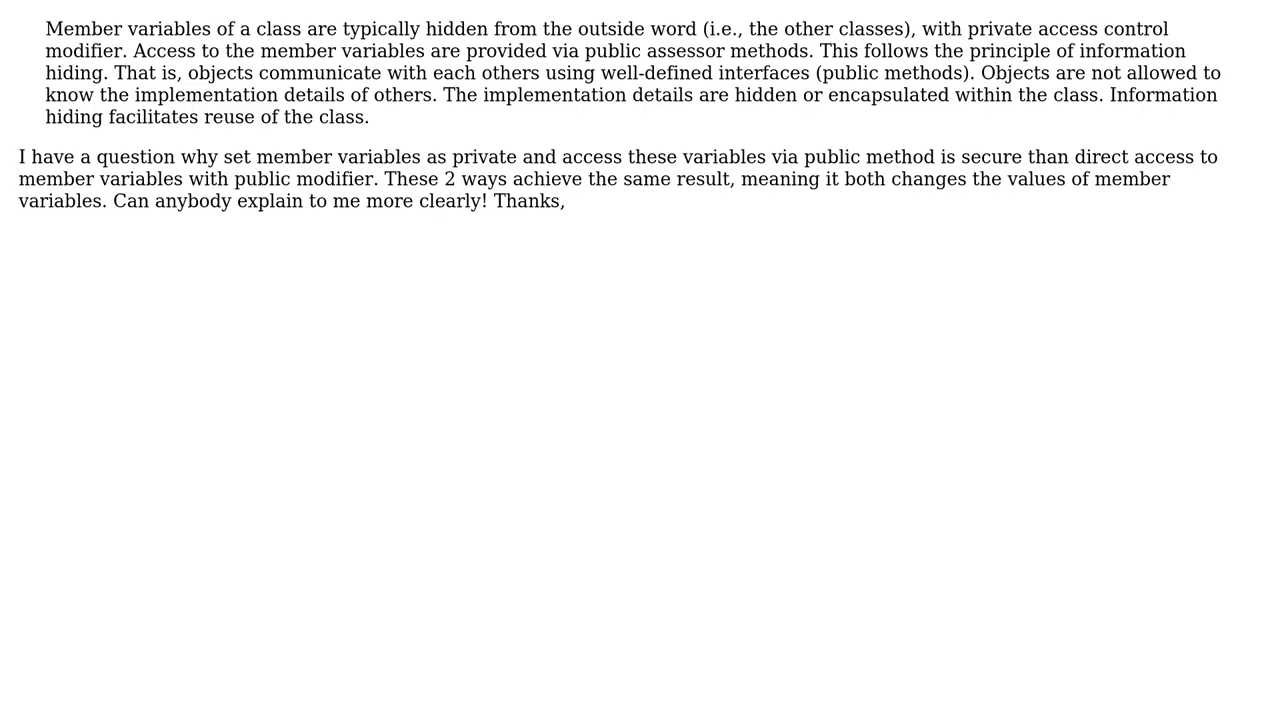 Member variables of a class are typically hidden from the outside word (i.e., the other classes), with private access control
modifier. Access to the member variables are provided via public assessor methods. This follows the principle of information
hiding. That is, objects communicate with each others using well-defined interfaces (public methods). Objects are not allowed to
know the implementation details of others. The implementation details are hidden or encapsulated within the class. Information
hiding facilitates reuse of the class.
I have a question why set member variables as private and access these variables via public method is secure than direct access to
member variables with public modifier. These 2 ways achieve the same result, meaning it both changes the values of member
variables. Can anybody explain to me more clearly! Thanks,